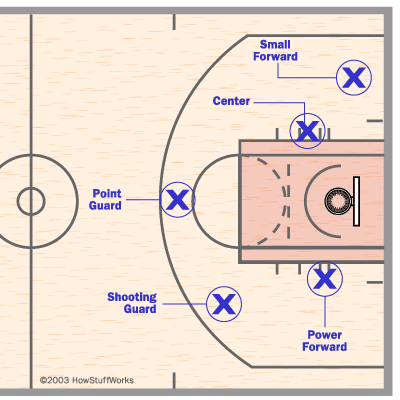 Small
Forward
Center
Point
Guard
Shooting
Guard
Power
Forward
©2003 HowStuffWorks